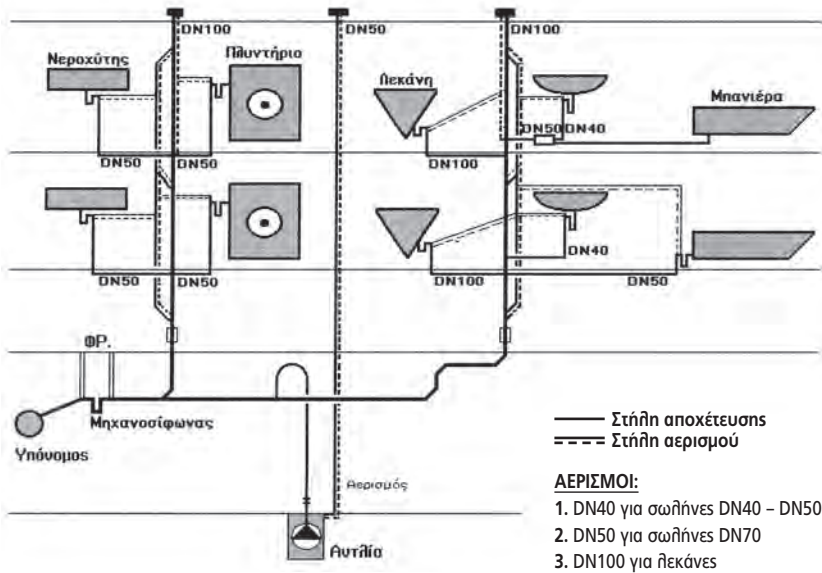 DN100
DN50
DN100
Νεροχύτης
Πλυντήριο
Λεκάνη
Μπανιέρα
DN50
DN40
DN50
DN50
DN100
DN40
DN50
DN50
DN100
DN50
ΦΡ.
Μηχανοσίφωνας
Υπόνομος
Αερισμός
Αντλία
Στήλη αποχέτευσης
Στήλη αερισμού
ΑΕΡΙΣΜΟΙ:
1. DN40 για σωλήνες DN40 – DN50
2. DN50 για σωλήνες DN70
3. DN100 για λεκάνες